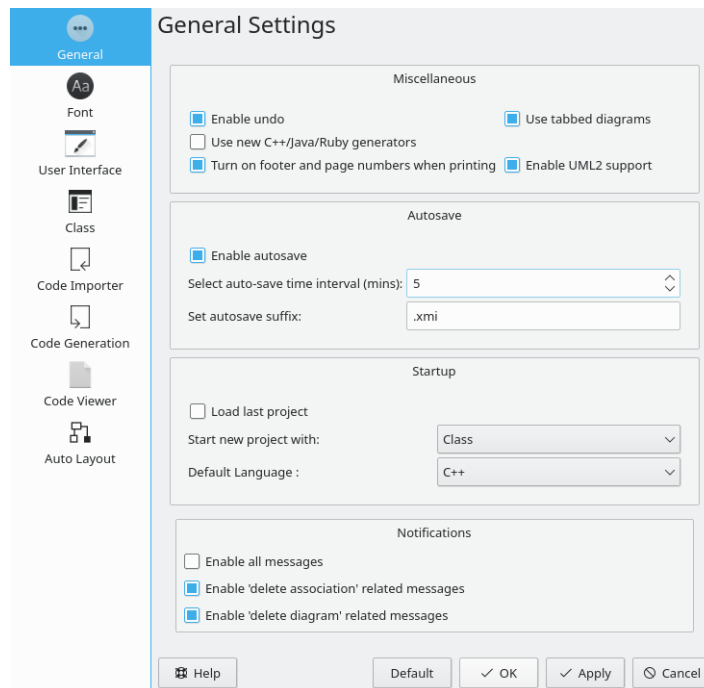 General Settings
General
Font
User Interface
Class
Code Importer
Code Generation
Code Viewer
Auto Layout
Miscellaneous
Enable undo
Use tabbed diagrams
Use new C++/Java/Ruby generators
Turn on footer and page numbers when printing
Enable UML2 support
Autosave
Enable autosave
Select auto-save time interval (mins): 5
Set autosave suffix: .xmi
Startup
Load last project
Start new project with: Class
Default Language : C++
Notifications
Enable all messages
Enable 'delete association' related messages
Enable 'delete diagram' related messages
Help
Default
OK
Apply
Cancel
Aa